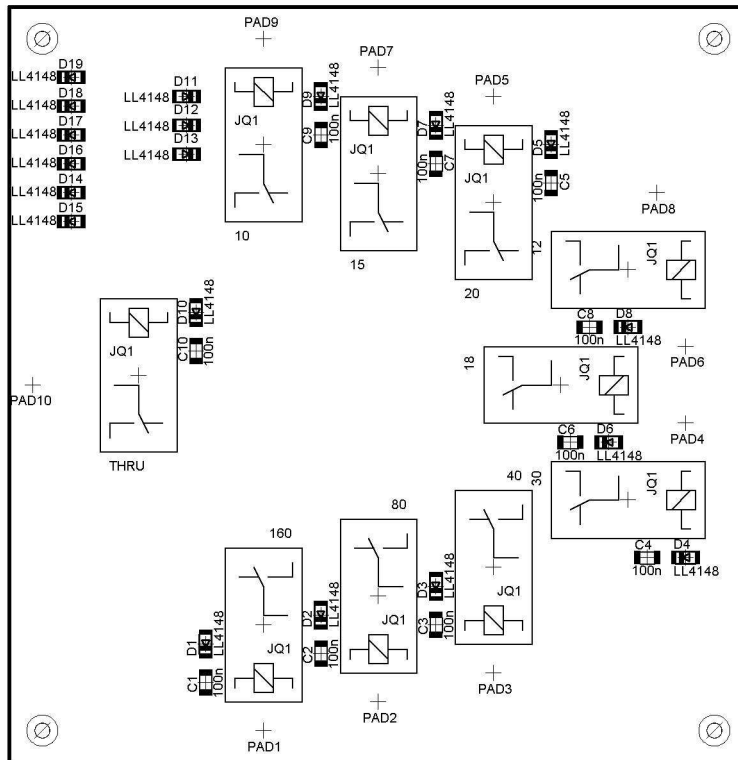 PAD9
PAD7
PAD5
D19
LL4148
D18
LL4148
D17
LL4148
D16
LL4148
D14
LL4148
D15
LL4148
D11
LL4148
D12
LL4148
D13
LL4148
JQ1
10
D9
LL4148
C9
100n
JQ1
15
D7
LL4148
C7
100n
JQ1
20
D5
LL4148
C5
100n
PAD8
12
JQ1
C8
100n
D8
LL4148
PAD6
18
JQ1
C6
100n
D6
LL4148
PAD4
30
JQ1
C4
100n
D4
LL4148
D10
LL4148
C10
100n
JQ1
THRU
PAD10
160
JQ1
D1
LL4148
C1
100n
PAD1
80
JQ1
D2
LL4148
C2
100n
PAD2
40
JQ1
D3
LL4148
C3
100n
PAD3